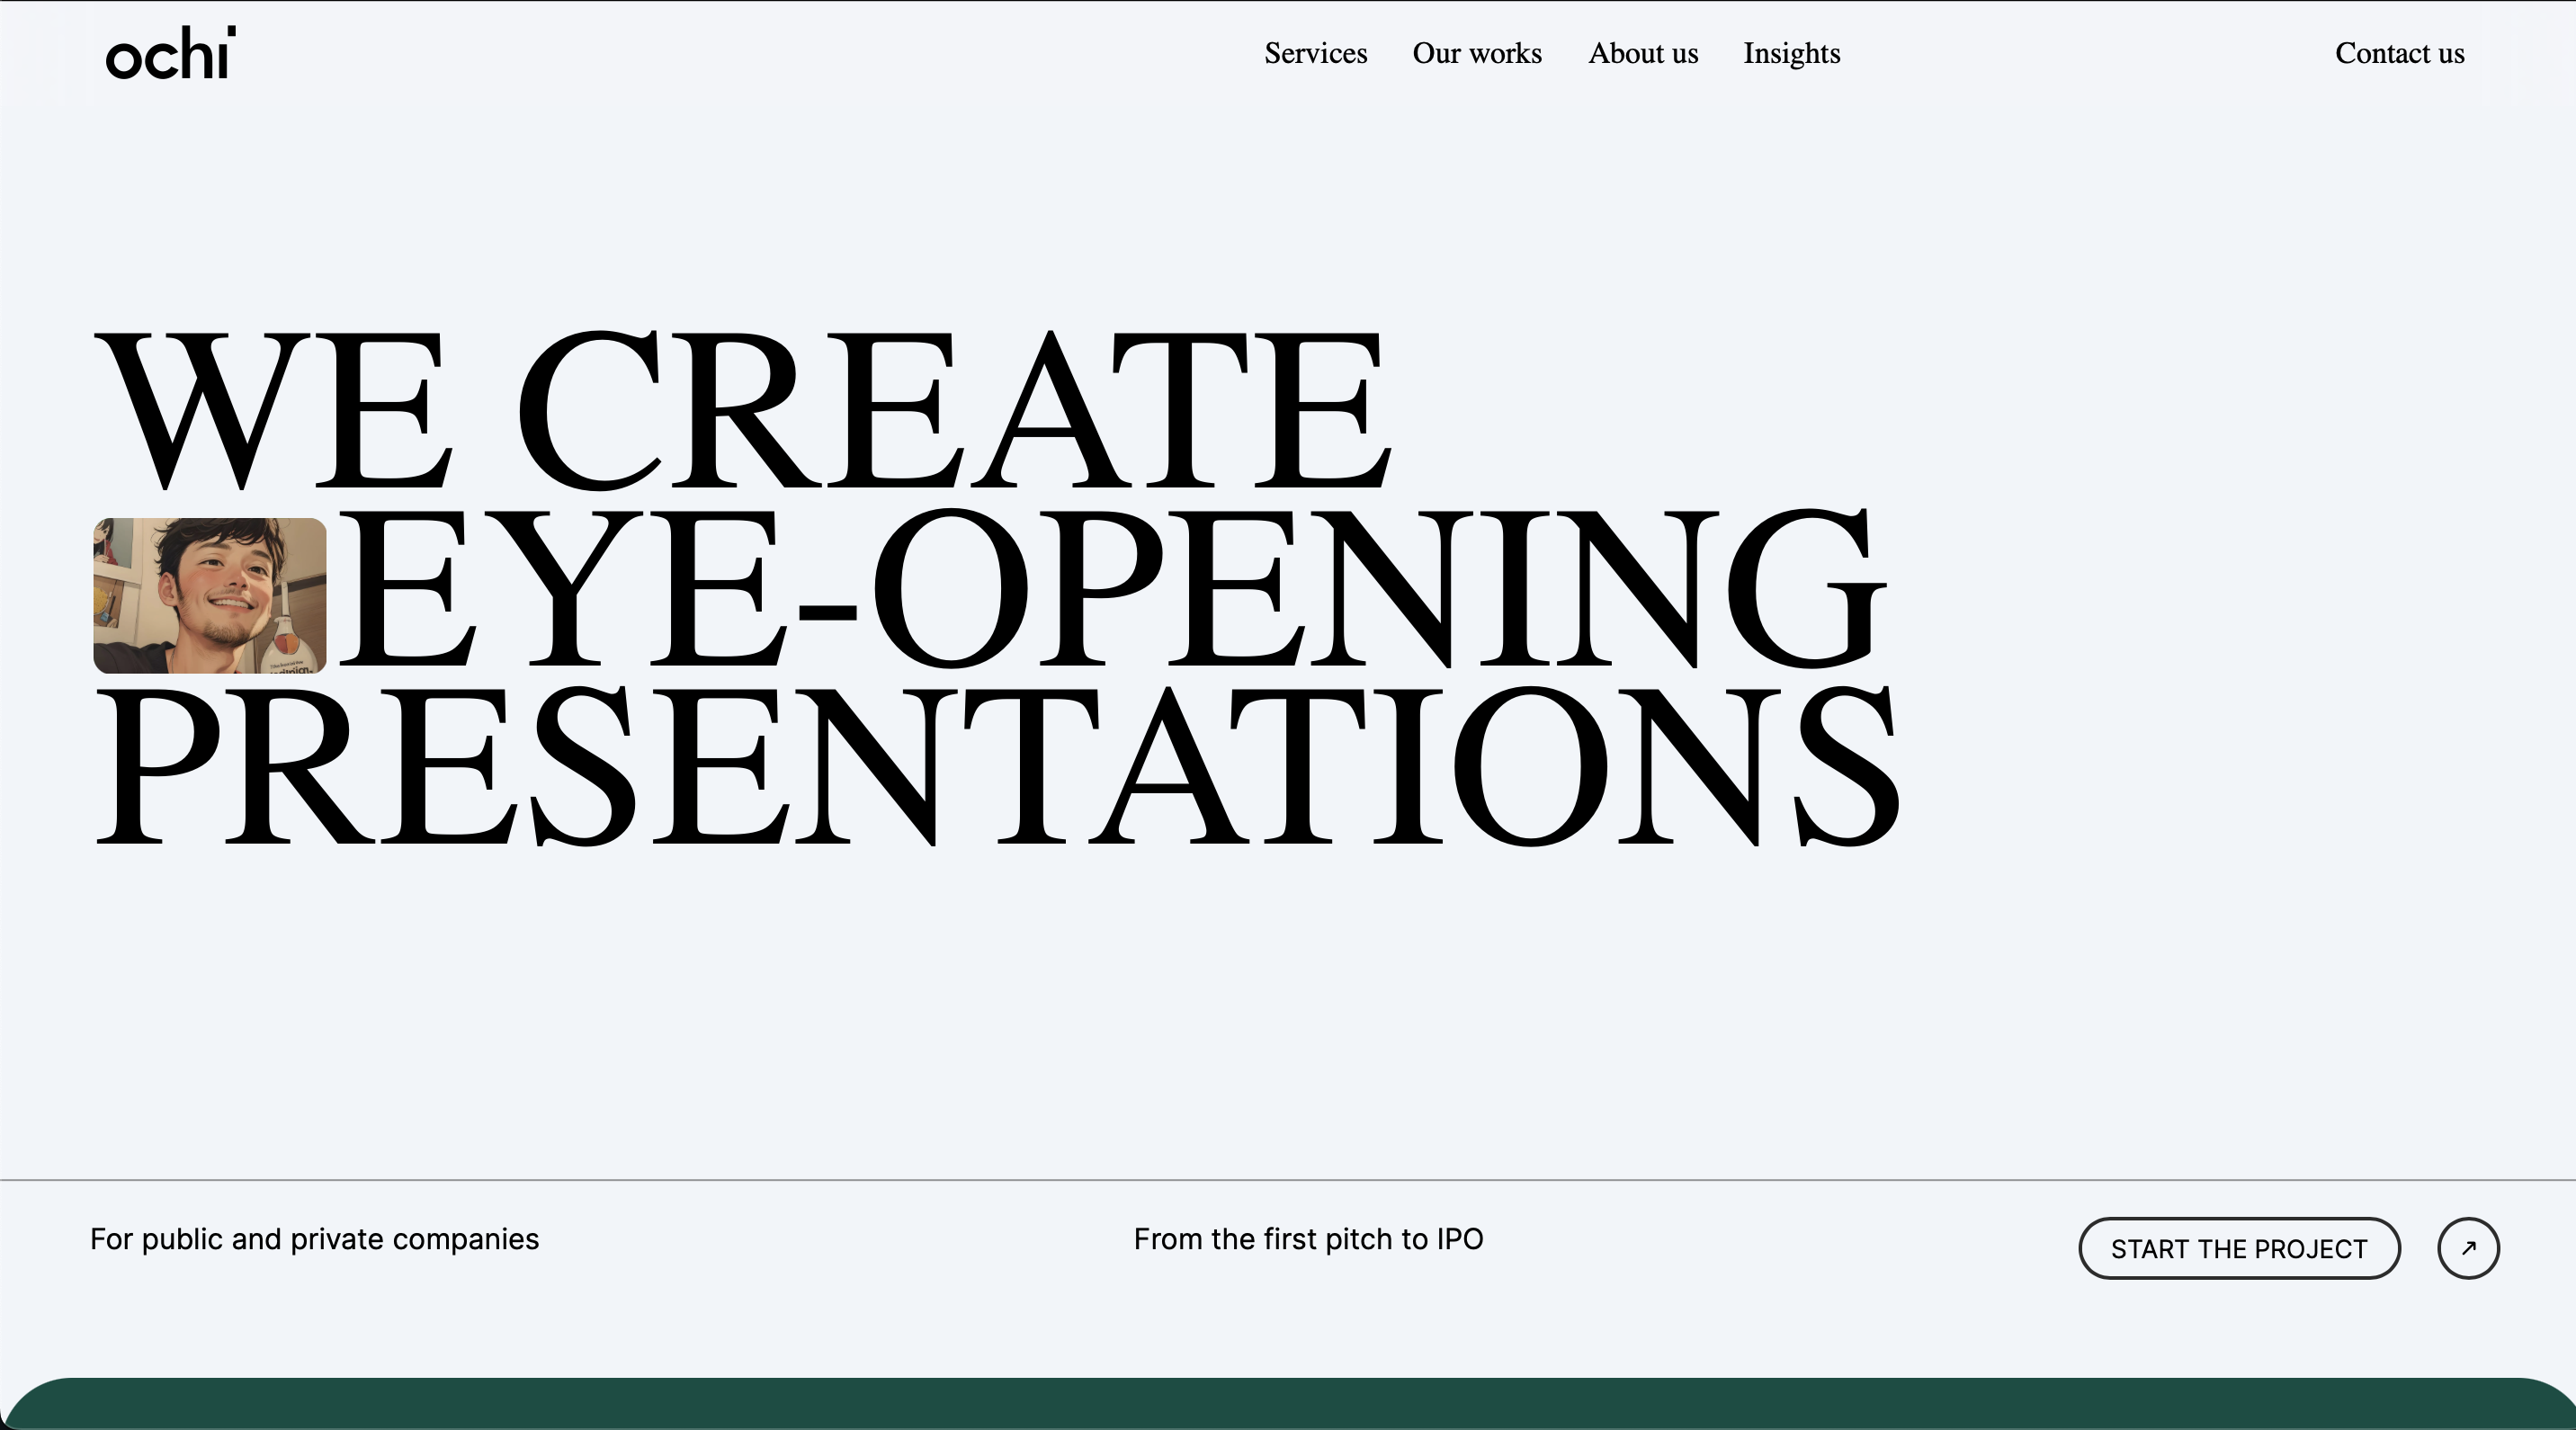 ochi
Services Our works About us Insights Contact us
WE CREATE
EYE-OPENING
PRESENTATIONS
For public and private companies From the first pitch to IPO START THE PROJECT